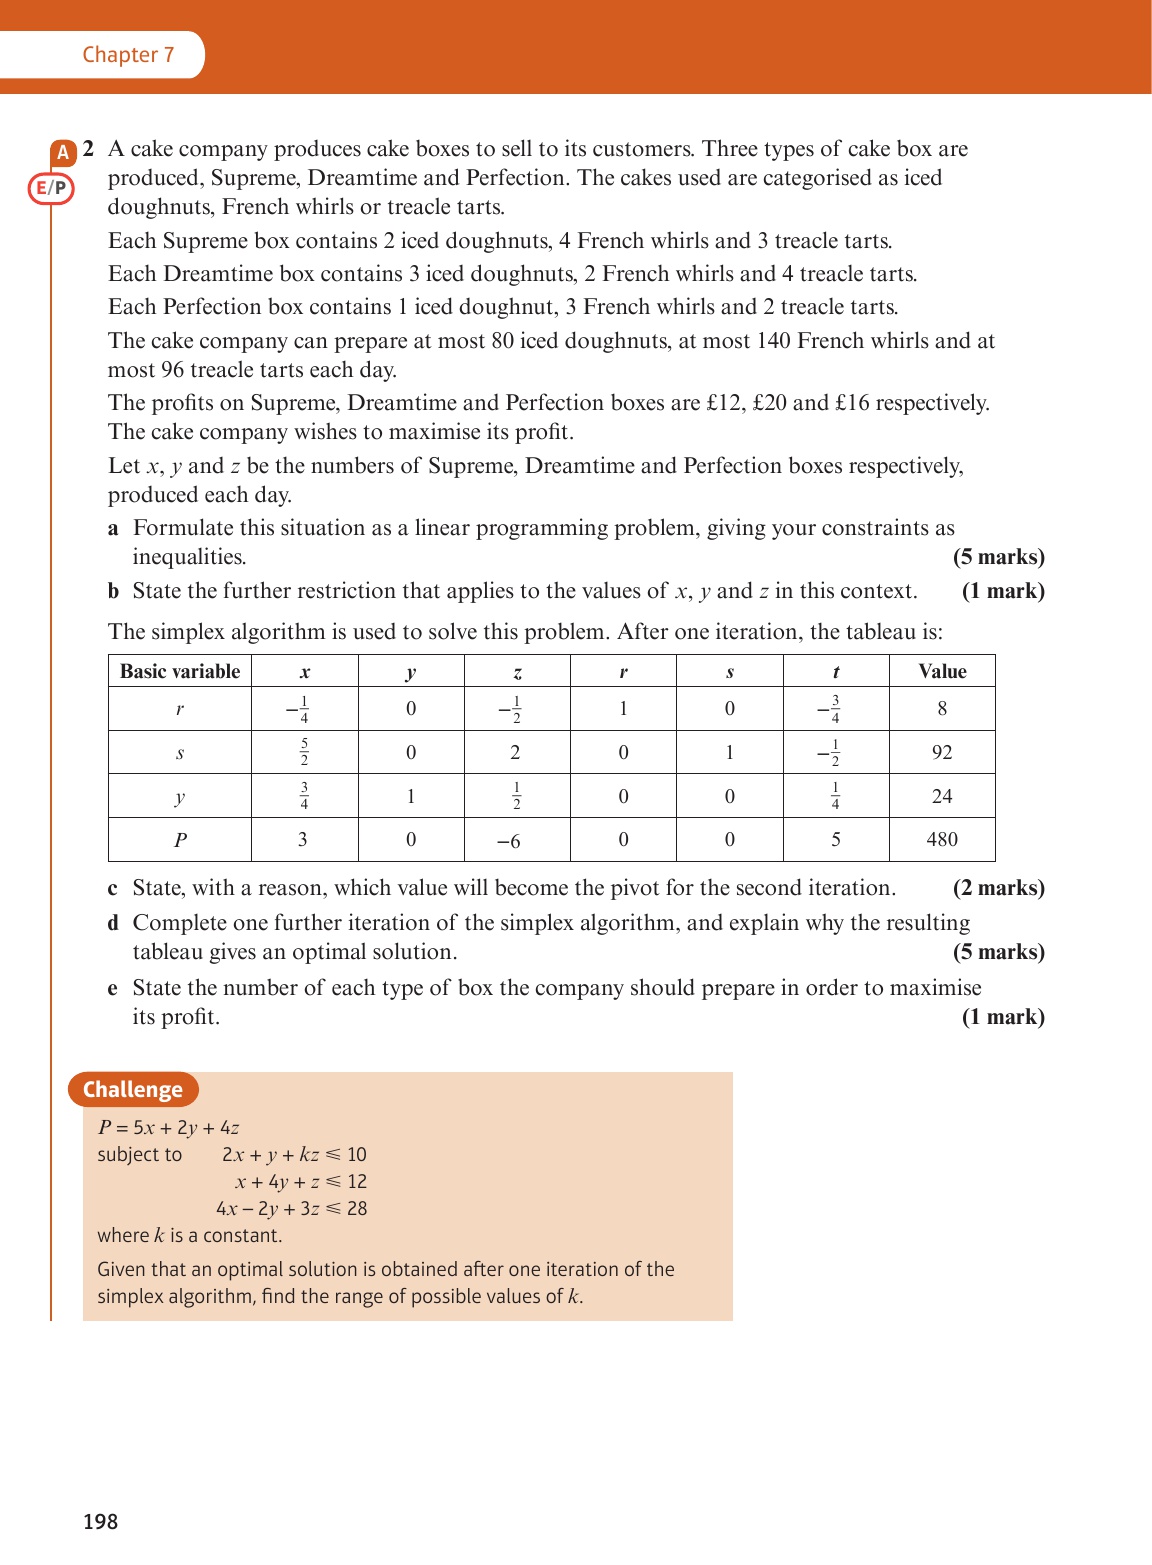 Chapter 7
A
E/P
2 A cake company produces cake boxes to sell to its customers. Three types of cake box are
produced, Supreme, Dreamtime and Perfection. The cakes used are categorised as iced
doughnuts, French whirls or treacle tarts.
Each Supreme box contains 2 iced doughnuts, 4 French whirls and 3 treacle tarts.
Each Dreamtime box contains 3 iced doughnuts, 2 French whirls and 4 treacle tarts.
Each Perfection box contains 1 iced doughnut, 3 French whirls and 2 treacle tarts.
The cake company can prepare at most 80 iced doughnuts, at most 140 French whirls and at
most 96 treacle tarts each day.
The profits on Supreme, Dreamtime and Perfection boxes are £12, £20 and £16 respectively.
The cake company wishes to maximise its profit.
Let x, y and z be the numbers of Supreme, Dreamtime and Perfection boxes respectively,
produced each day.
a Formulate this situation as a linear programming problem, giving your constraints as
inequalities. (5 marks)
b State the further restriction that applies to the values of x, y and z in this context. (1 mark)
The simplex algorithm is used to solve this problem. After one iteration, the tableau is:
Basic variable x y z r s t Value
r −1/4 0 −1/2 1 0 −3/4 8
s 5/2 0 2 0 1 −1/2 92
y 3/4 1 1/2 0 0 1/4 24
P 3 0 −6 0 0 5 480
c State, with a reason, which value will become the pivot for the second iteration. (2 marks)
d Complete one further iteration of the simplex algorithm, and explain why the resulting
tableau gives an optimal solution. (5 marks)
e State the number of each type of box the company should prepare in order to maximise
its profit. (1 mark)
Challenge
P = 5x + 2y + 4z
subject to 2x + y + kz ⩽ 10
x + 4y + z ⩽ 12
4x − 2y + 3z ⩽ 28
where k is a constant.
Given that an optimal solution is obtained after one iteration of the
simplex algorithm, find the range of possible values of k.
198